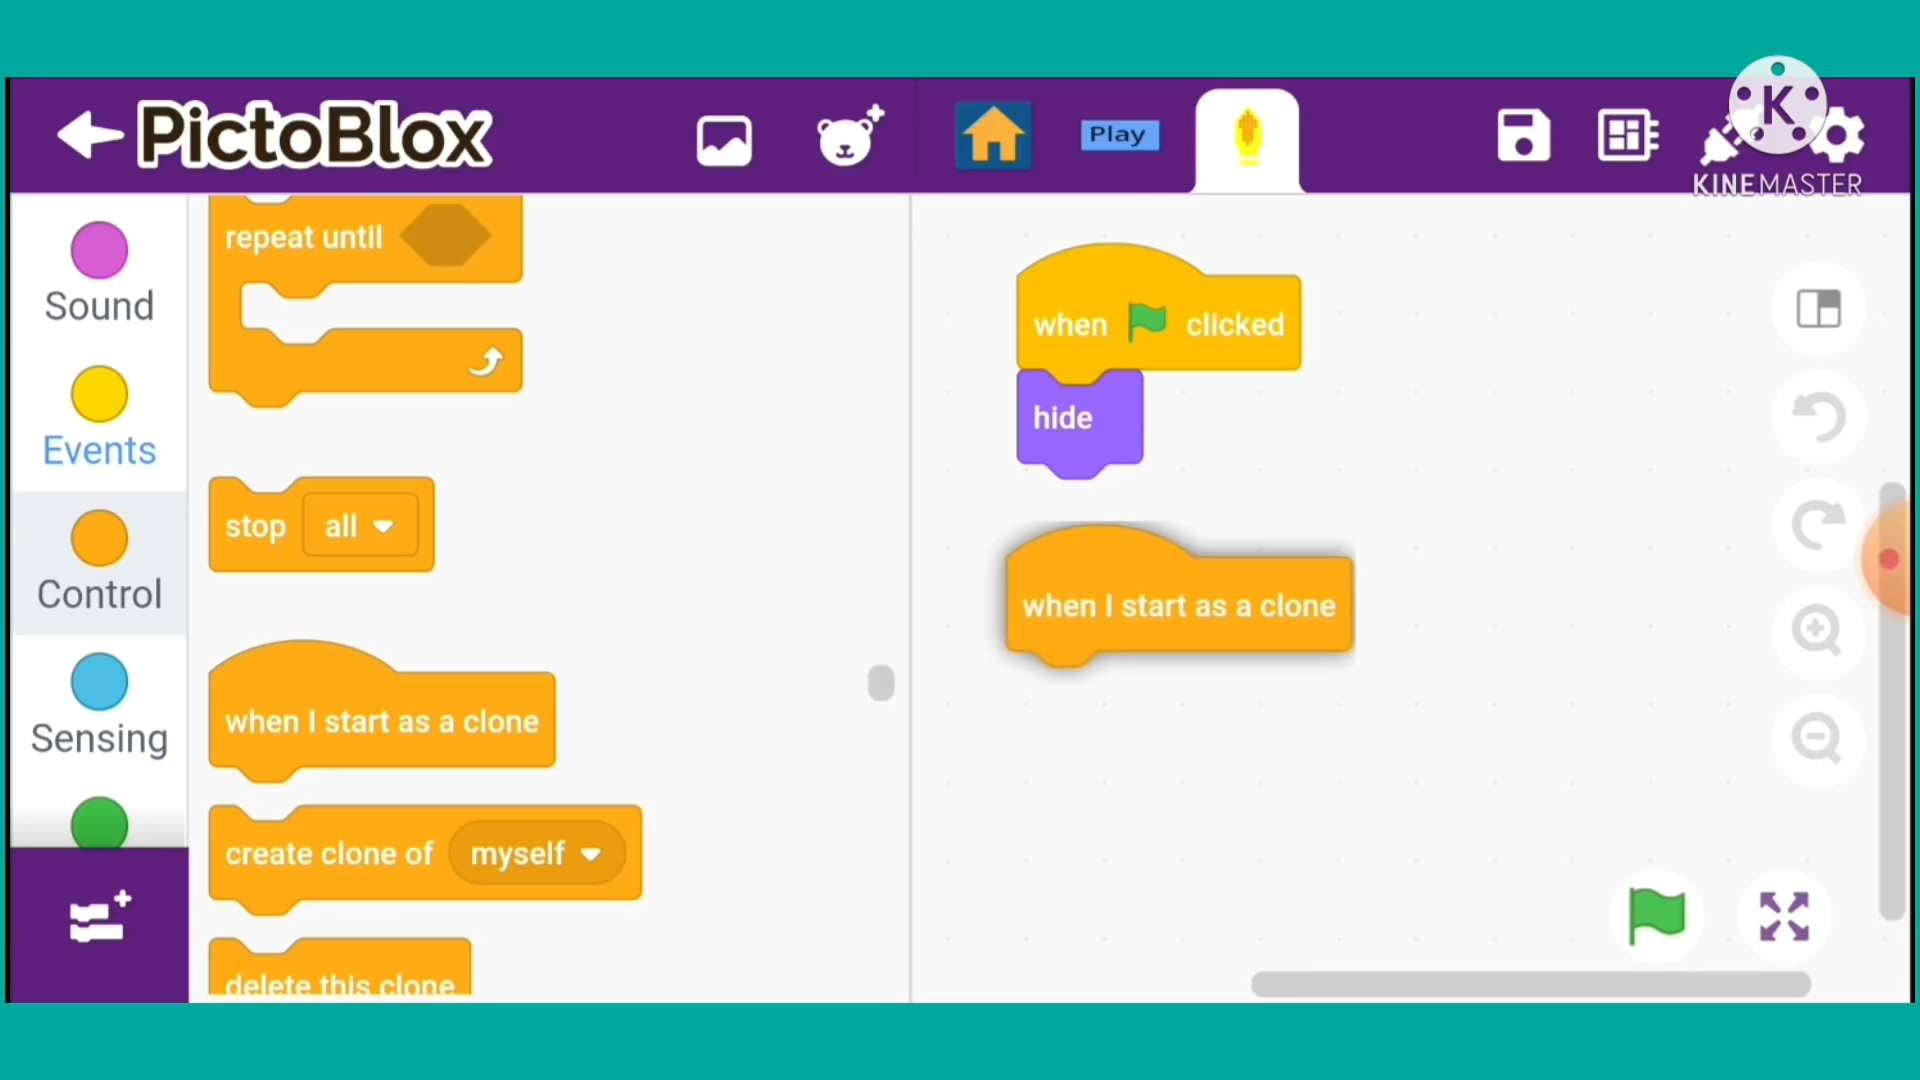 PictoBlox
Play
K
KINEMASTER
Sound
Events
Control
Sensing
repeat until
stop all
when I start as a clone
create clone of myself
delete this clone
when clicked
hide
when I start as a clone